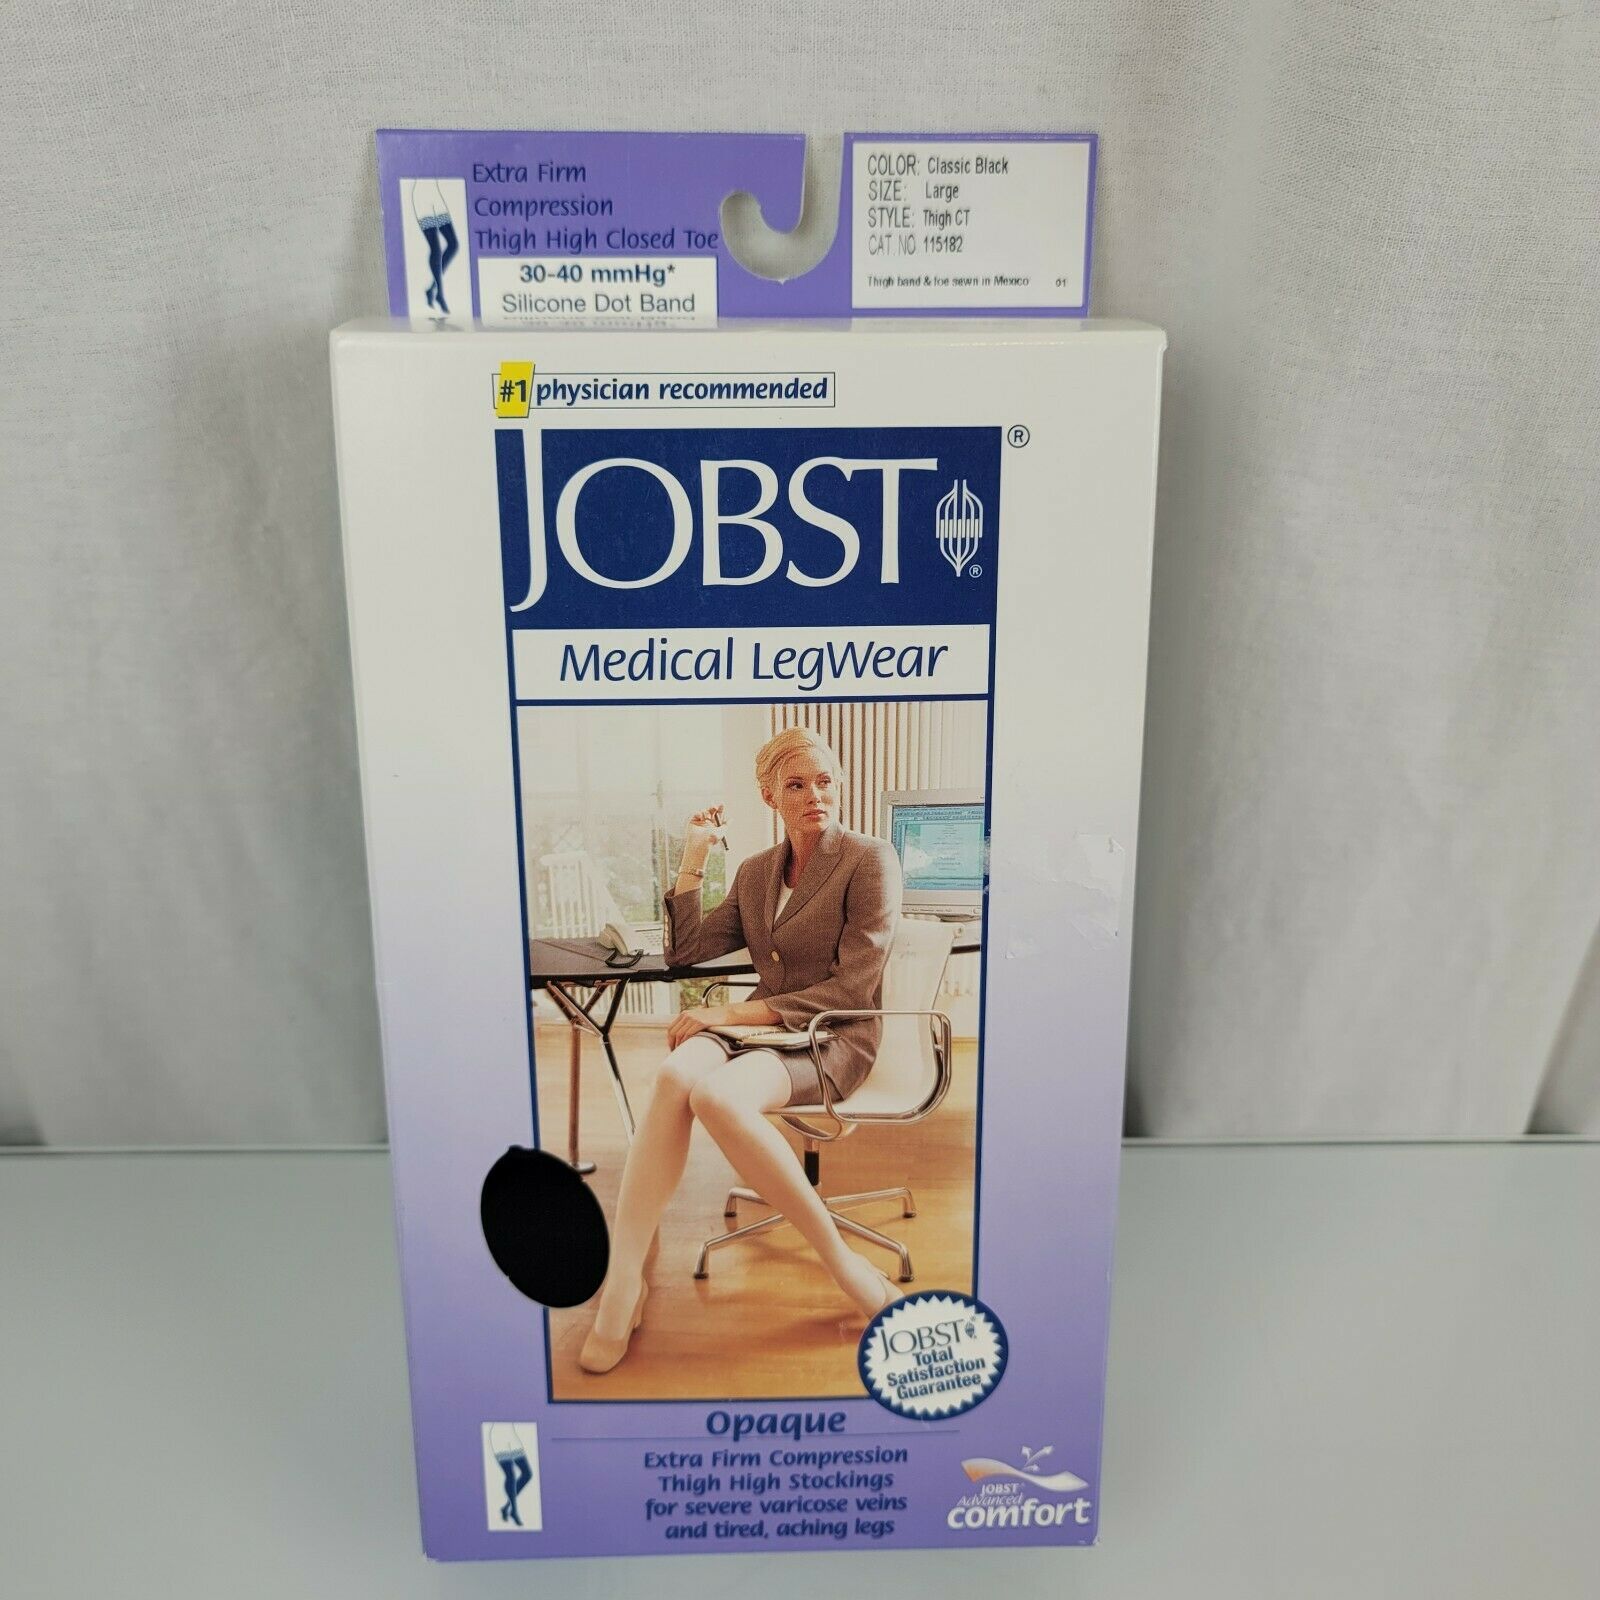 Extra Firm
Compression
Thigh High Closed Toe
30-40 mmHg*
Silicone Dot Band
COLOR: Classic Black
SIZE: Large
STYLE: Thigh CT
CAT. NO. 115182
Thigh band & toe sewn in Mexico 01
#1 physician recommended
JOBST®
®
Medical LegWear
JOBST®
Total
Satisfaction
Guarantee
Opaque
Extra Firm Compression
Thigh High Stockings
for severe varicose veins
and tired, aching legs
JOBST
Advanced
comfort